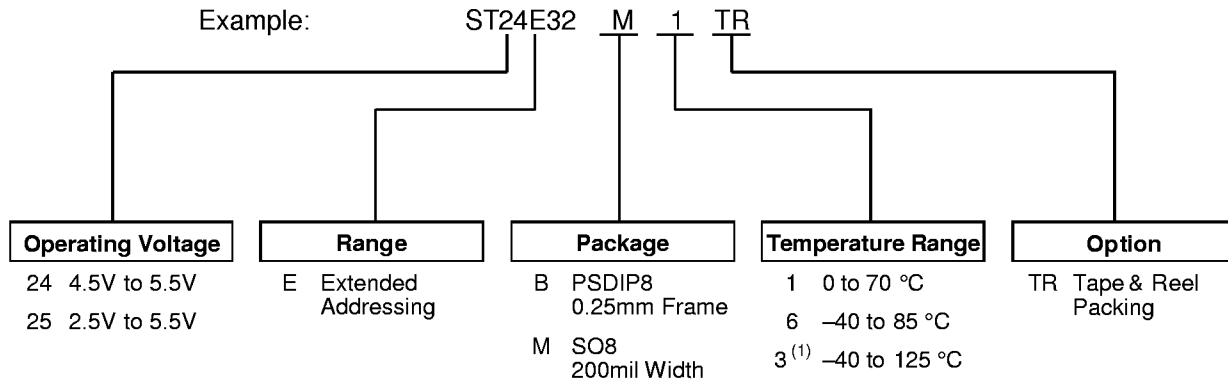 Example: ST24E32 M 1 TR
Operating Voltage
24 4.5V to 5.5V
25 2.5V to 5.5V
Range
E Extended
Addressing
Package
B PSDIP8
0.25mm Frame
M SO8
200mil Width
Temperature Range
1 0 to 70 °C
6 –40 to 85 °C
3 (1) –40 to 125 °C
Option
TR Tape & Reel
Packing